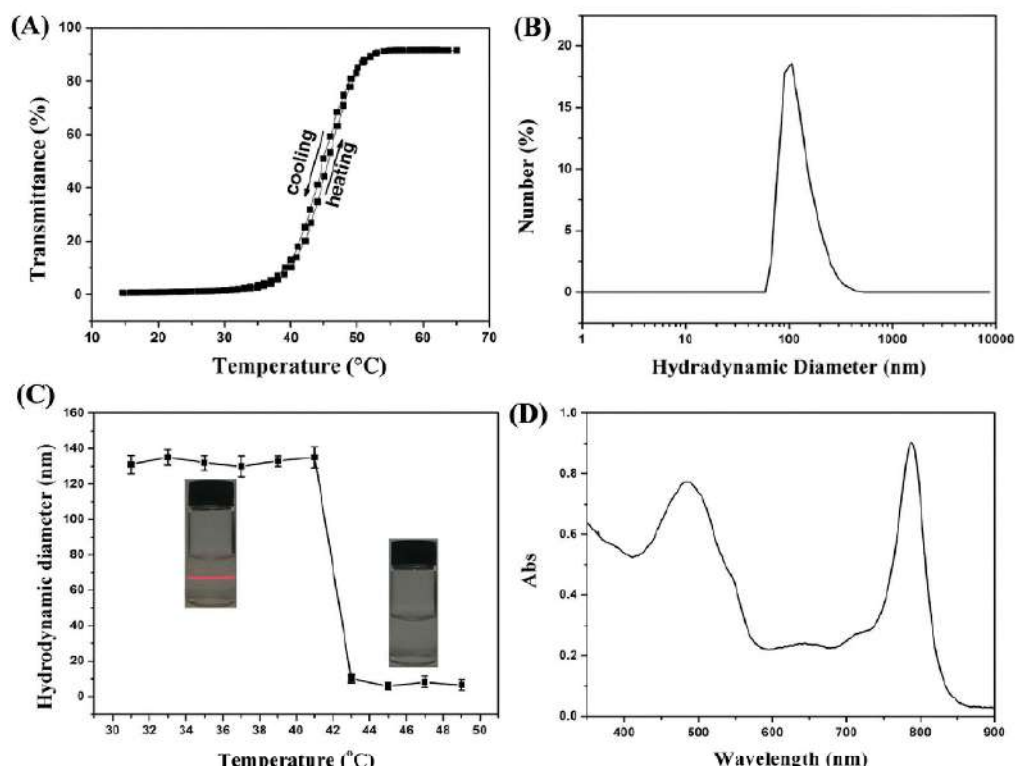 (A)
100
80
60
40
20
0
Transmittance (%)
cooling
heating
10 20 30 40 50 60 70
Temperature (°C)
(B)
20
15
10
5
0
Number (%)
1 10 100 1000 10000
Hydradynamic Diameter (nm)
(C)
160
140
120
100
80
60
40
20
0
Hydrodynamic diameter (nm)
30 32 34 36 38 40 42 44 46 48 50
Temperature (°C)
(D)
1.0
0.8
0.6
0.4
0.2
0.0
Abs
400 500 600 700 800 900
Wavelength (nm)